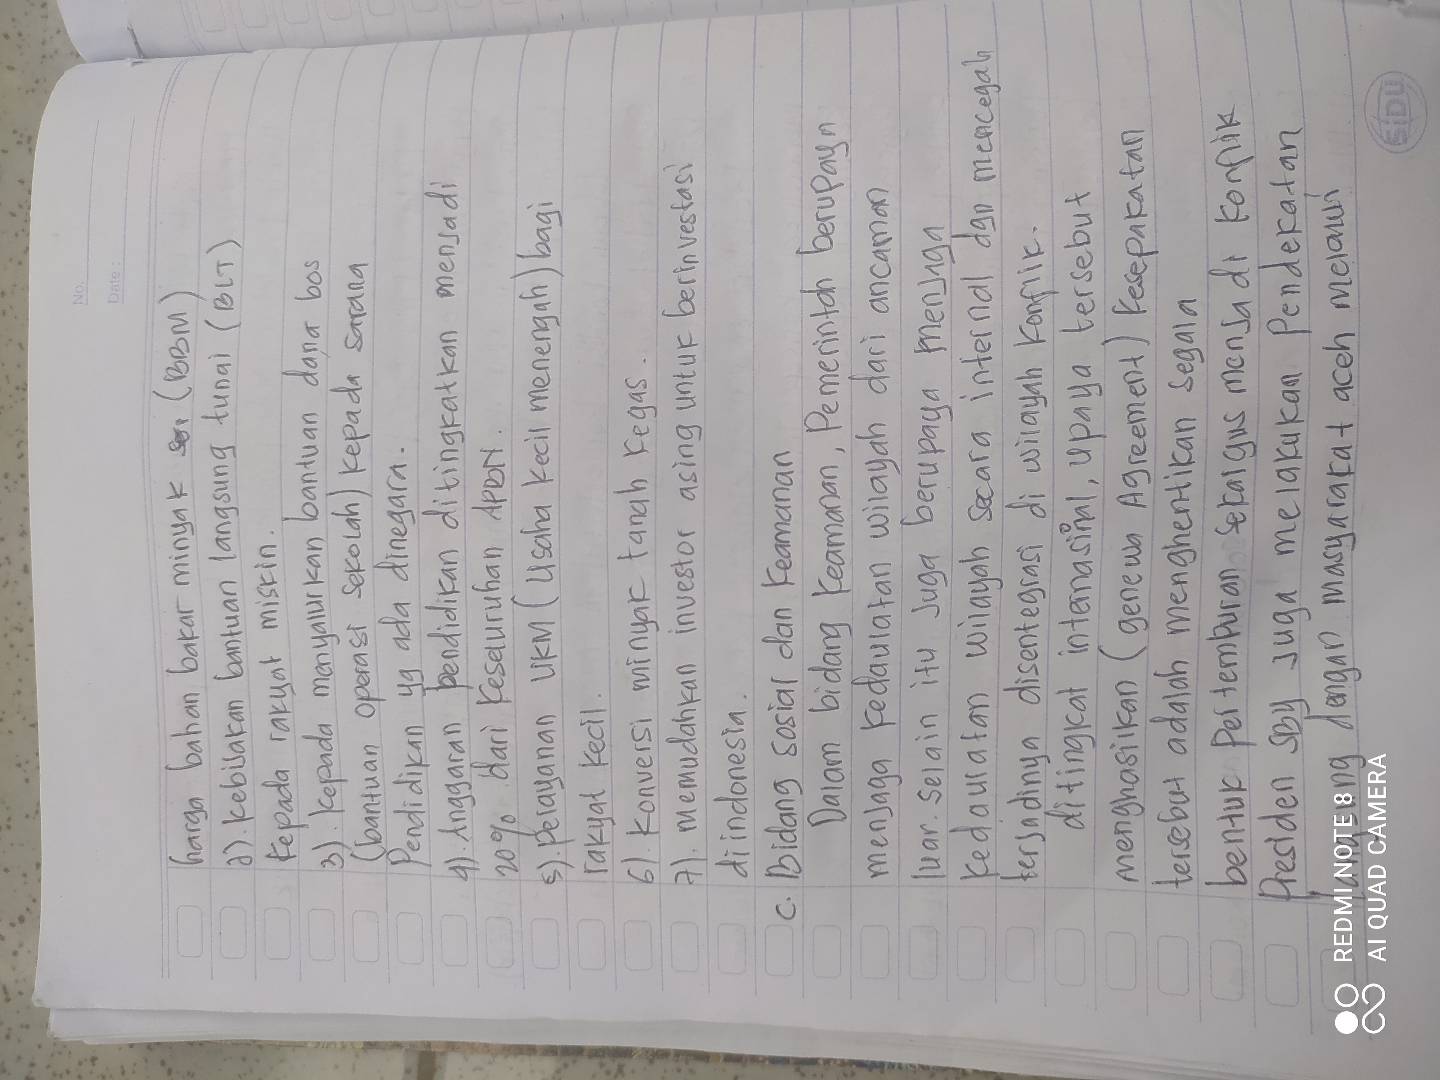 No.
Date :
harga bahan bakar minyak (BBM)
2). kebijakan bantuan langsung tunai (BLT)
kepada rakyat miskin.
3). kepada menyalurkan bantuan dana bos
(bantuan operasi sekolah) kepada sarana
Pendidikan yg ada dinegara.
4). Anggaran pendidikan ditingkatkan menjadi
20% dari keseluruhan APBN.
5). pelayanan UKM (Usaha kecil menengah) bagi
rakyat kecil.
6). Konversi minyak tanah kegas.
7). memudahkan investor asing untuk berinvestasi
di indonesia.
C. Bidang sosial dan keamanan
Dalam bidang keamanan, Pemerintah berupaya
menjaga kedaulatan wilayah dari ancaman
luar. selain itu juga berupaya menjaga
kedaulatan wilayah secara internal dan mencegah
terjadinya disentegrasi di wilayah konflik.
ditingkat internasional, upaya tersebut
menghasilkan (genewa Agreement) kesepakatan
tersebut adalah menghentikan segala
bentuk pertempuran sekalgus menjadi konflik
Presiden SBY juga melakukan Pendekatan
langsung dengan masyarakat aceh melalui
REDMI NOTE 8
AI QUAD CAMERA
SiDU